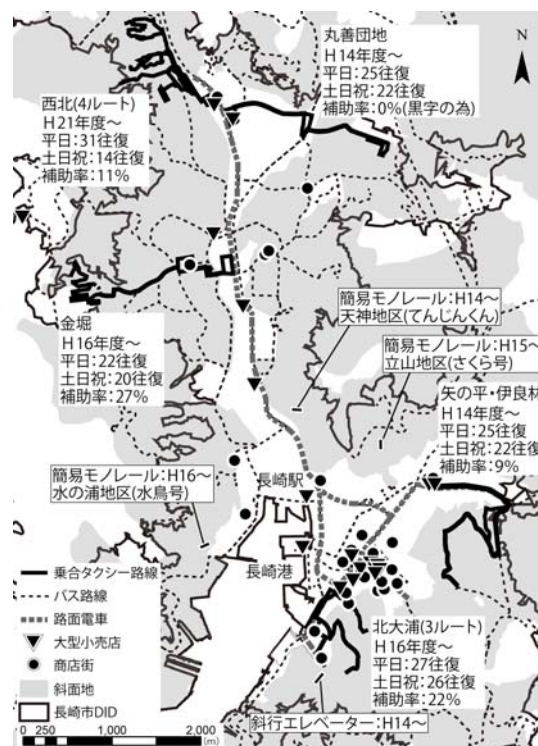 丸善団地
H14年度～
平日：25往復
土日祝：22往復
補助率：0%(黒字の為)
N
西北(4ルート)
H21年度～
平日：31往復
土日祝：14往復
補助率：11%
簡易モノレール：H14～
天神地区(てんじんくん)
簡易モノレール：H15～
立山地区(さくら号)
金堀
H16年度～
平日：22往復
土日祝：20往復
補助率：27%
矢の平・伊良林
H14年度～
平日：25往復
土日祝：22往復
補助率：9%
簡易モノレール：H16～
水の浦地区(水鳥号)
長崎駅
長崎港
乗合タクシー路線
バス路線
路面電車
大型小売店
商店街
斜面地
長崎市DID
0 250 1,000 2,000
(m)
北大浦(3ルート)
H16年度～
平日：27往復
土日祝：26往復
補助率：22%
斜行エレベーター：H14～